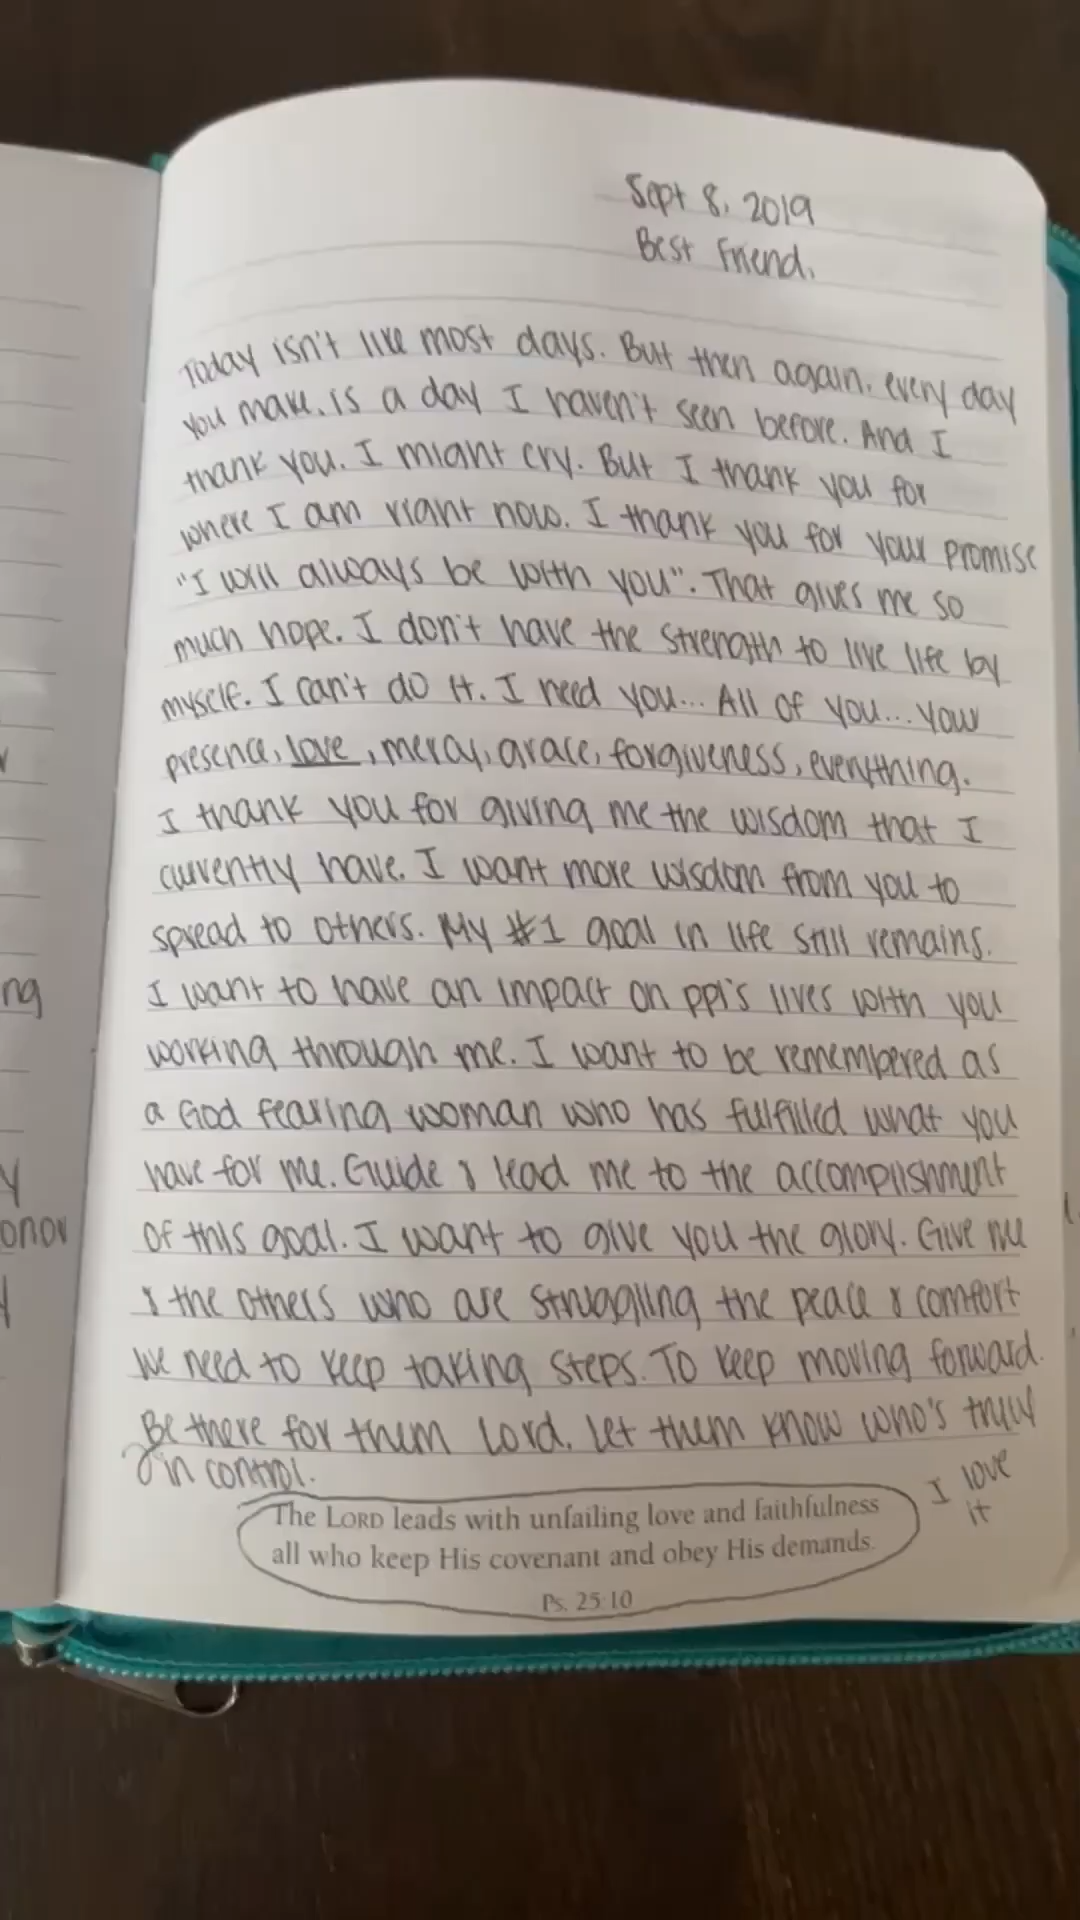 Sept 8, 2019
Best Friend,
Today isn't like most days. But then again, every day
you make, is a day I haven't seen before. And I
thank you. I might cry. But I thank you for
where I am right now. I thank you for your promise
"I will always be with you". That gives me so
much hope. I don't have the strength to live life by
myself. I can't do it. I need you... All of you... your
presence, love, mercy, grace, forgiveness, everything.
I thank you for giving me the wisdom that I
currently have. I want more wisdom from you to
spread to others. My #1 goal in life still remains.
I want to have an impact on ppl's lives with you
working through me. I want to be remembered as
a God fearing woman who has fulfilled what you
have for me. Guide & lead me to the accomplishment
of this goal. I want to give you the glory. Give me
& the others who are struggling the peace & comfort
we need to keep taking steps. To keep moving forward.
Be there for them Lord, let them know who's truly
in control.
I love
it
The LORD leads with unfailing love and faithfulness
all who keep His covenant and obey His demands.
Ps. 25:10
ng
y
onor